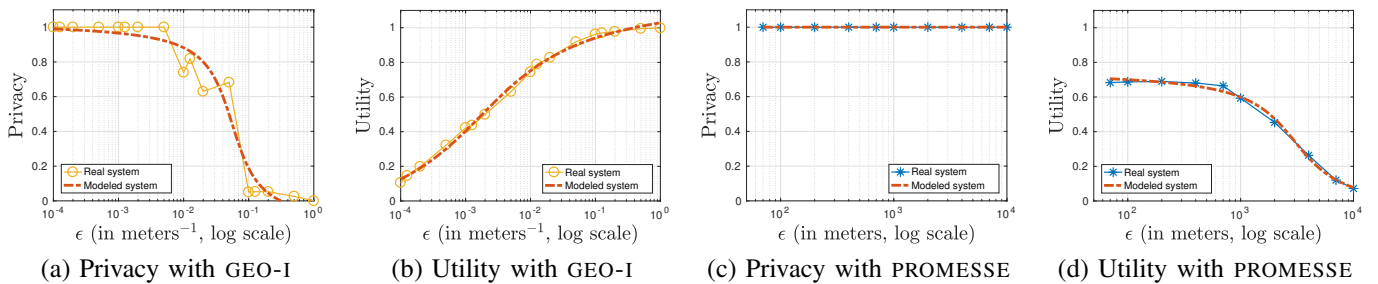 Privacy
1
0.8
0.6
0.4
0.2
0
Real system
Modeled system
10^-4
10^-3
10^-2
10^-1
10^0
ϵ (in meters^-1, log scale)
(a) Privacy with GEO-I
Utility
1
0.8
0.6
0.4
0.2
0
Real system
Modeled system
10^-4
10^-3
10^-2
10^-1
10^0
ϵ (in meters^-1, log scale)
(b) Utility with GEO-I
Privacy
1
0.8
0.6
0.4
0.2
0
Real system
Modeled system
10^2
10^3
10^4
ϵ (in meters, log scale)
(c) Privacy with PROMESSE
Utility
1
0.8
0.6
0.4
0.2
0
Real system
Modeled system
10^2
10^3
10^4
ϵ (in meters, log scale)
(d) Utility with PROMESSE